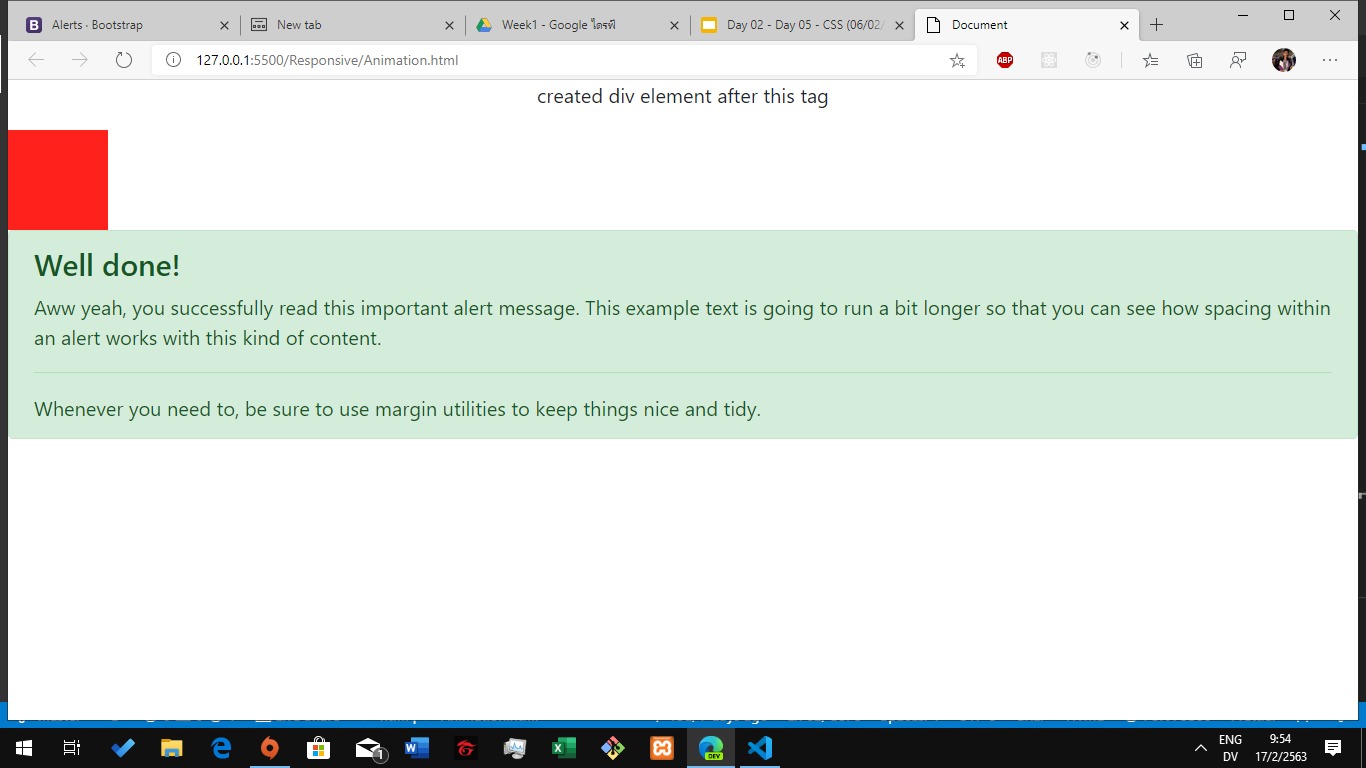 Alerts · Bootstrap
New tab
Week1 - Google ไดรฟ์
Day 02 - Day 05 - CSS (06/02/
Document
127.0.0.1:5500/Responsive/Animation.html
ABP
created div element after this tag
Well done!
Aww yeah, you successfully read this important alert message. This example text is going to run a bit longer so that you can see how spacing within
an alert works with this kind of content.
Whenever you need to, be sure to use margin utilities to keep things nice and tidy.
1
DEV
ENG
DV
9:54
17/2/2563